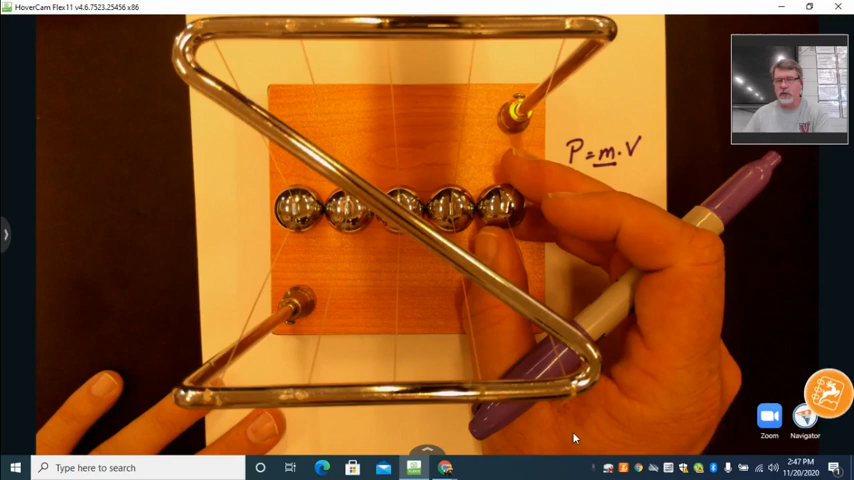 HoverCam Flex11 v4.6.7523.25456 x86
P = m · V
Zoom
Navigator
Type here to search
2:47 PM
11/20/2020